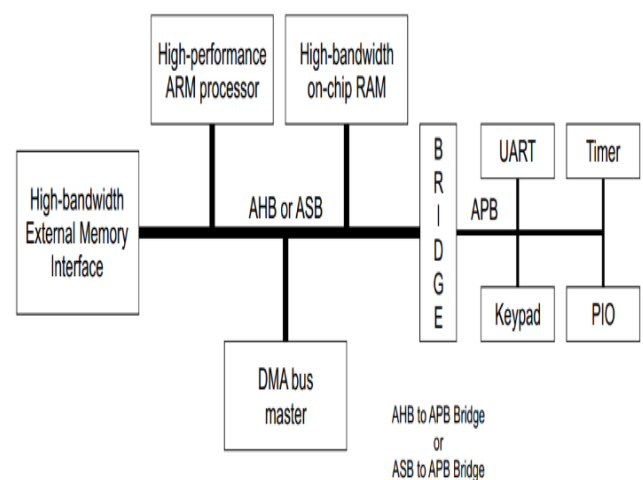 High-performance
ARM processor
High-bandwidth
on-chip RAM
High-bandwidth
External Memory
Interface
AHB or ASB
B
R
I
D
G
E
APB
UART
Timer
Keypad
PIO
DMA bus
master
AHB to APB Bridge
or
ASB to APB Bridge